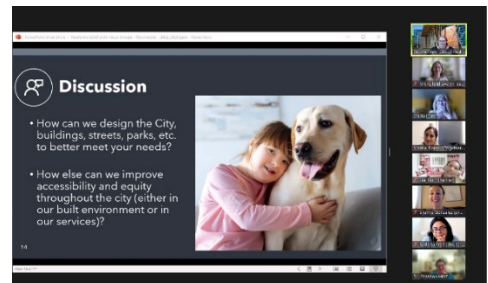 Discussion
• How can we design the City,
buildings, streets, parks, etc.
to better meet your needs?
• How else can we improve
accessibility and equity
throughout the city (either in
our built environment or in
our services)?
14